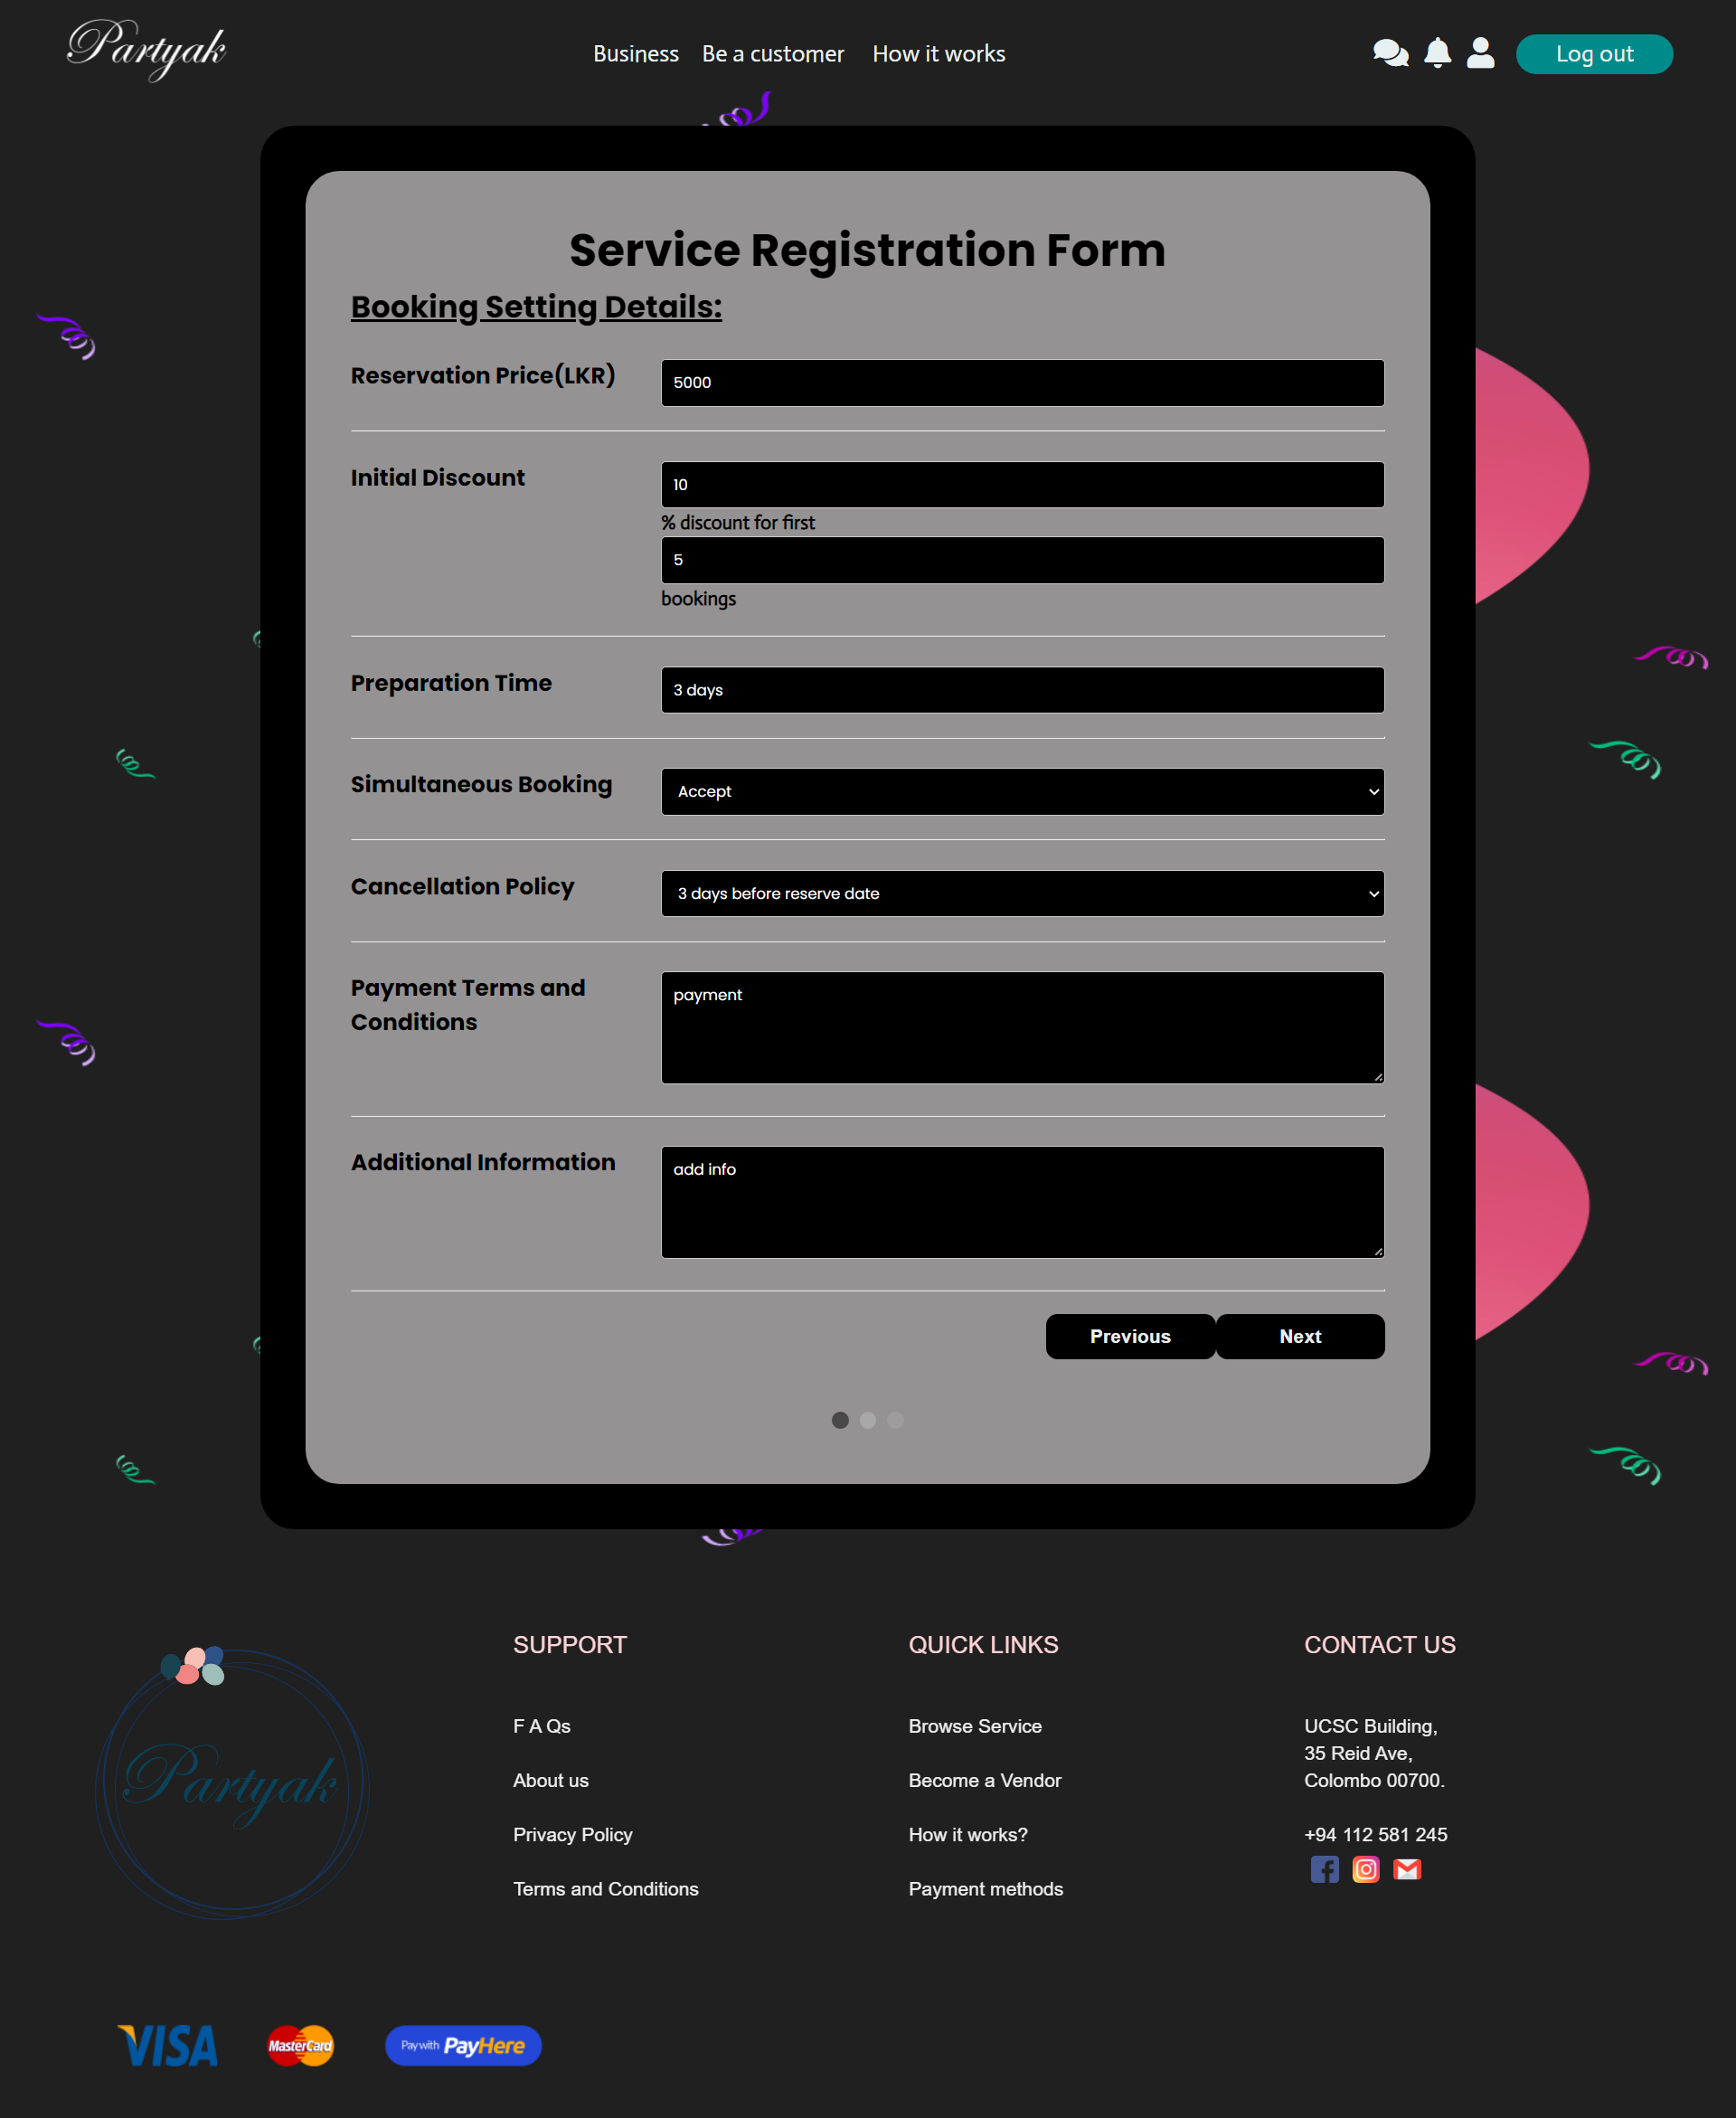 Partyak
Business Be a customer How it works
Log out
Service Registration Form
Booking Setting Details:
Reservation Price(LKR)
5000
Initial Discount
10
% discount for first
5
bookings
Preparation Time
3 days
Simultaneous Booking
Accept
Cancellation Policy
3 days before reserve date
Payment Terms and
Conditions
payment
Additional Information
add info
Previous
Next
Partyak
SUPPORT
F A Qs
About us
Privacy Policy
Terms and Conditions
QUICK LINKS
Browse Service
Become a Vendor
How it works?
Payment methods
CONTACT US
UCSC Building,
35 Reid Ave,
Colombo 00700.
+94 112 581 245
VISA
MasterCard
Pay with PayHere